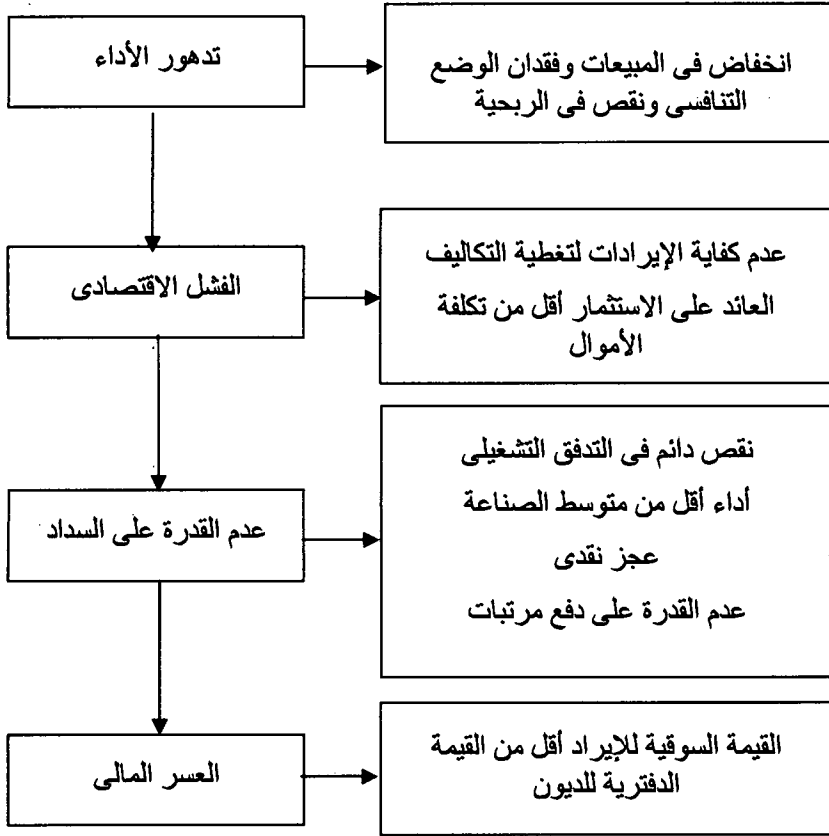 تدهور الأداء
انخفاض فى المبيعات وفقدان الوضع
التنافسى ونقص فى الربحية
الفشل الاقتصادى
عدم كفاية الإيرادات لتغطية التكاليف
العائد على الاستثمار أقل من تكلفة
الأموال
عدم القدرة على السداد
نقص دائم فى التدفق التشغيلى
أداء أقل من متوسط الصناعة
عجز نقدى
عدم القدرة على دفع مرتبات
العسر المالى
القيمة السوقية للإيراد أقل من القيمة
الدفترية للديون